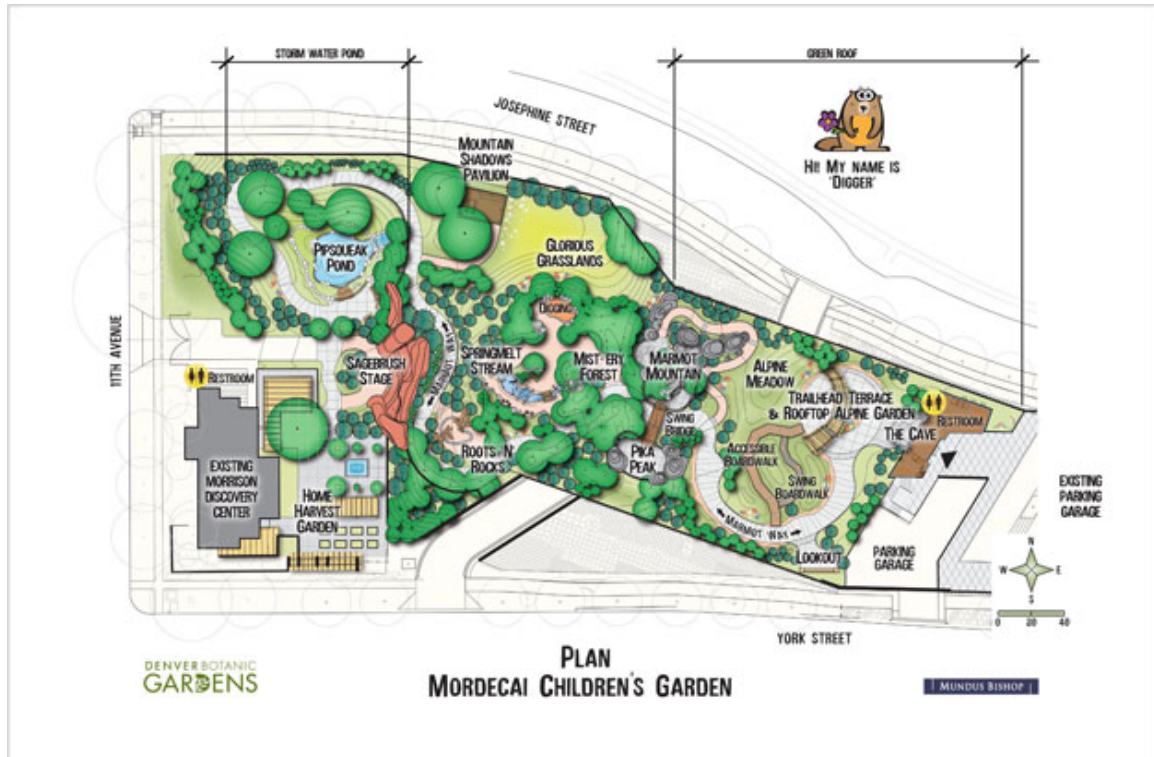 STORM WATER POND
GREEN ROOF
JOSEPHINE STREET
HI! MY NAME IS
'DIGGER'
MOUNTAIN
SHADOWS
PAVILION
PIPSQUEAK
POND
GLORIOUS
GRASSLANDS
DIGGING
11TH AVENUE
SAGEBRUSH
STAGE
MARMOT WAY
SPRINGMELT
STREAM
MIST-ERY
FOREST
MARMOT
MOUNTAIN
ALPINE
MEADOW
RESTROOM
TRAILHEAD TERRACE
& ROOFTOP ALPINE GARDEN
RESTROOM
THE CAVE
SWING
BRIDGE
ROOTS N'
ROCKS
PIKA
PEAK
ACCESSIBLE
BOARDWALK
SWING
BOARDWALK
EXISTING
MORRISON
DISCOVERY
CENTER
HOME
HARVEST
GARDEN
EXISTING
PARKING
GARAGE
MARMOT WAY
LOOKOUT
PARKING
GARAGE
N
W E
S
0 20 40
YORK STREET
DENVER BOTANIC
GARDENS
PLAN
MORDECAI CHILDREN'S GARDEN
MUNDUS BISHOP